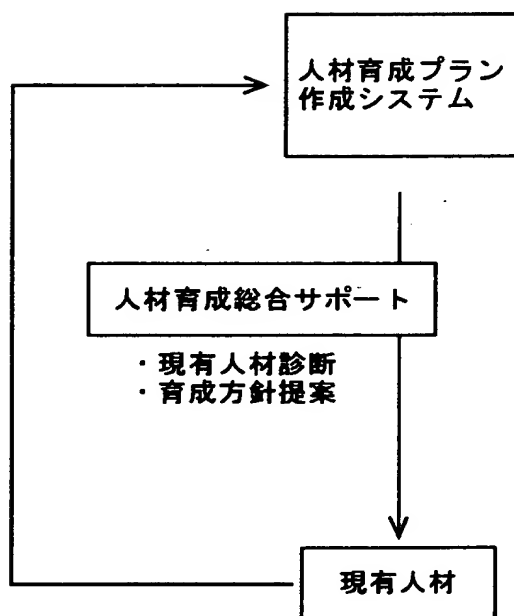 人材育成プラン
作成システム
人材育成総合サポート
・現有人材診断
・育成方針提案
現有人材